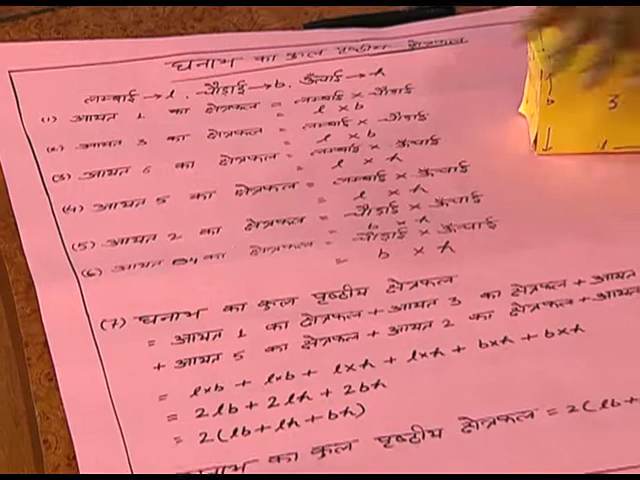 घनाभ का कुल पृष्ठीय क्षेत्रफल
लम्बाई → l . चौड़ाई → b . ऊँचाई → h
(1) आयत 1 का क्षेत्रफल = लम्बाई × चौड़ाई
= l × b
(2) आयत 3 का क्षेत्रफल = लम्बाई × चौड़ाई
= l × b
(3) आयत 6 का क्षेत्रफल = लम्बाई × ऊँचाई
= l × h
(4) आयत 5 का क्षेत्रफल = लम्बाई × ऊँचाई
= l × h
(5) आयत 2 का क्षेत्रफल = चौड़ाई × ऊँचाई
= b × h
(6) आयत 4 का क्षेत्रफल = चौड़ाई × ऊँचाई
= b × h
(7) घनाभ का कुल पृष्ठीय क्षेत्रफल
= आयत 1 का क्षेत्रफल + आयत 3 का क्षेत्रफल + आयत
+ आयत 5 का क्षेत्रफल + आयत 2 का क्षेत्रफल + आयत
= l×b + l×b + l×h + l×h + b×h + b×h
= 2lb + 2lh + 2bh
= 2(lb + lh + bh)
घनाभ का कुल पृष्ठीय क्षेत्रफल = 2(lb +
b
3
l